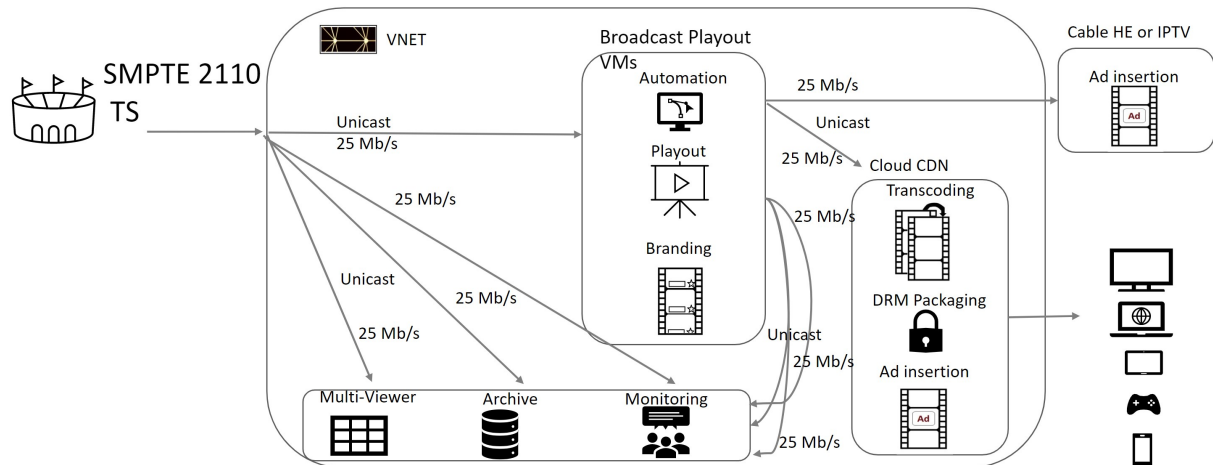 VNET
Broadcast Playout
VMs
Cable HE or IPTV
SMPTE 2110
TS
Automation
Ad insertion
25 Mb/s
Ad
Unicast
25 Mb/s
Unicast
25 Mb/s
Playout
Cloud CDN
Transcoding
25 Mb/s
25 Mb/s
Branding
Unicast
25 Mb/s
DRM Packaging
25 Mb/s
Unicast
25 Mb/s
Ad insertion
Multi-Viewer
Archive
Monitoring
Ad
25 Mb/s